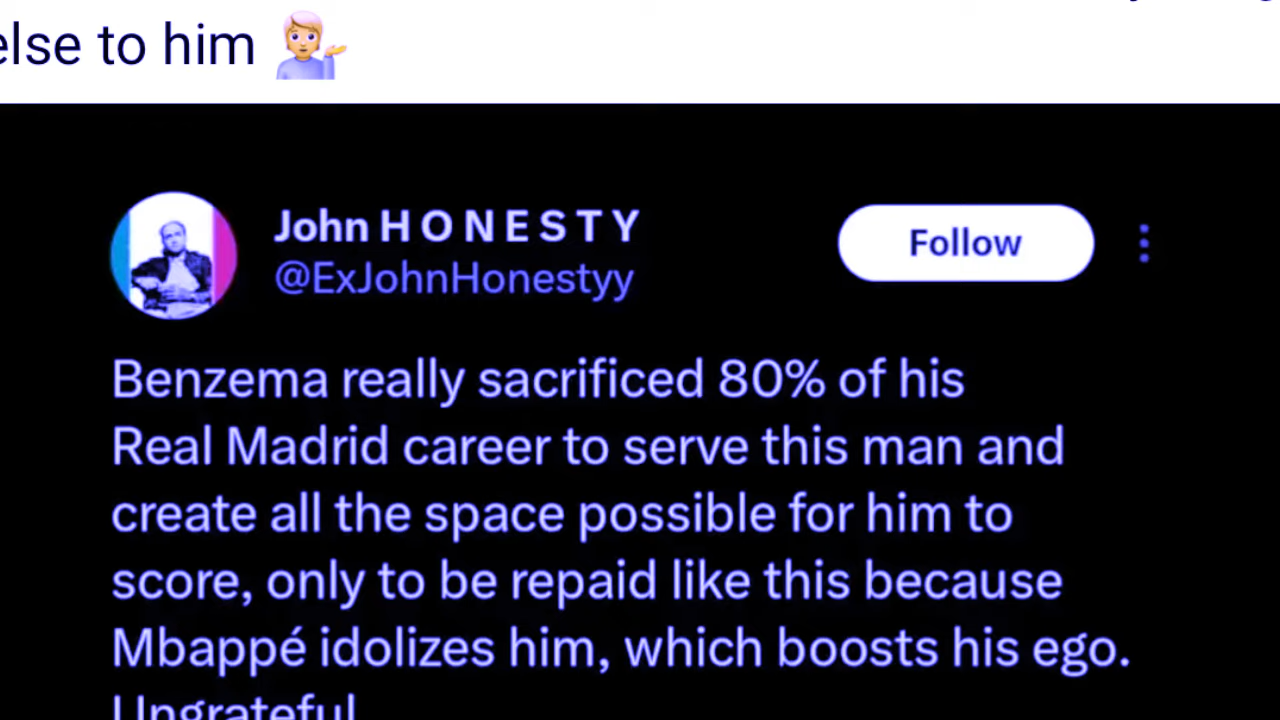 else to him 💁
John H O N E S T Y
@ExJohnHonestyy
Follow
Benzema really sacrificed 80% of his
Real Madrid career to serve this man and
create all the space possible for him to
score, only to be repaid like this because
Mbappé idolizes him, which boosts his ego.
Ungrateful